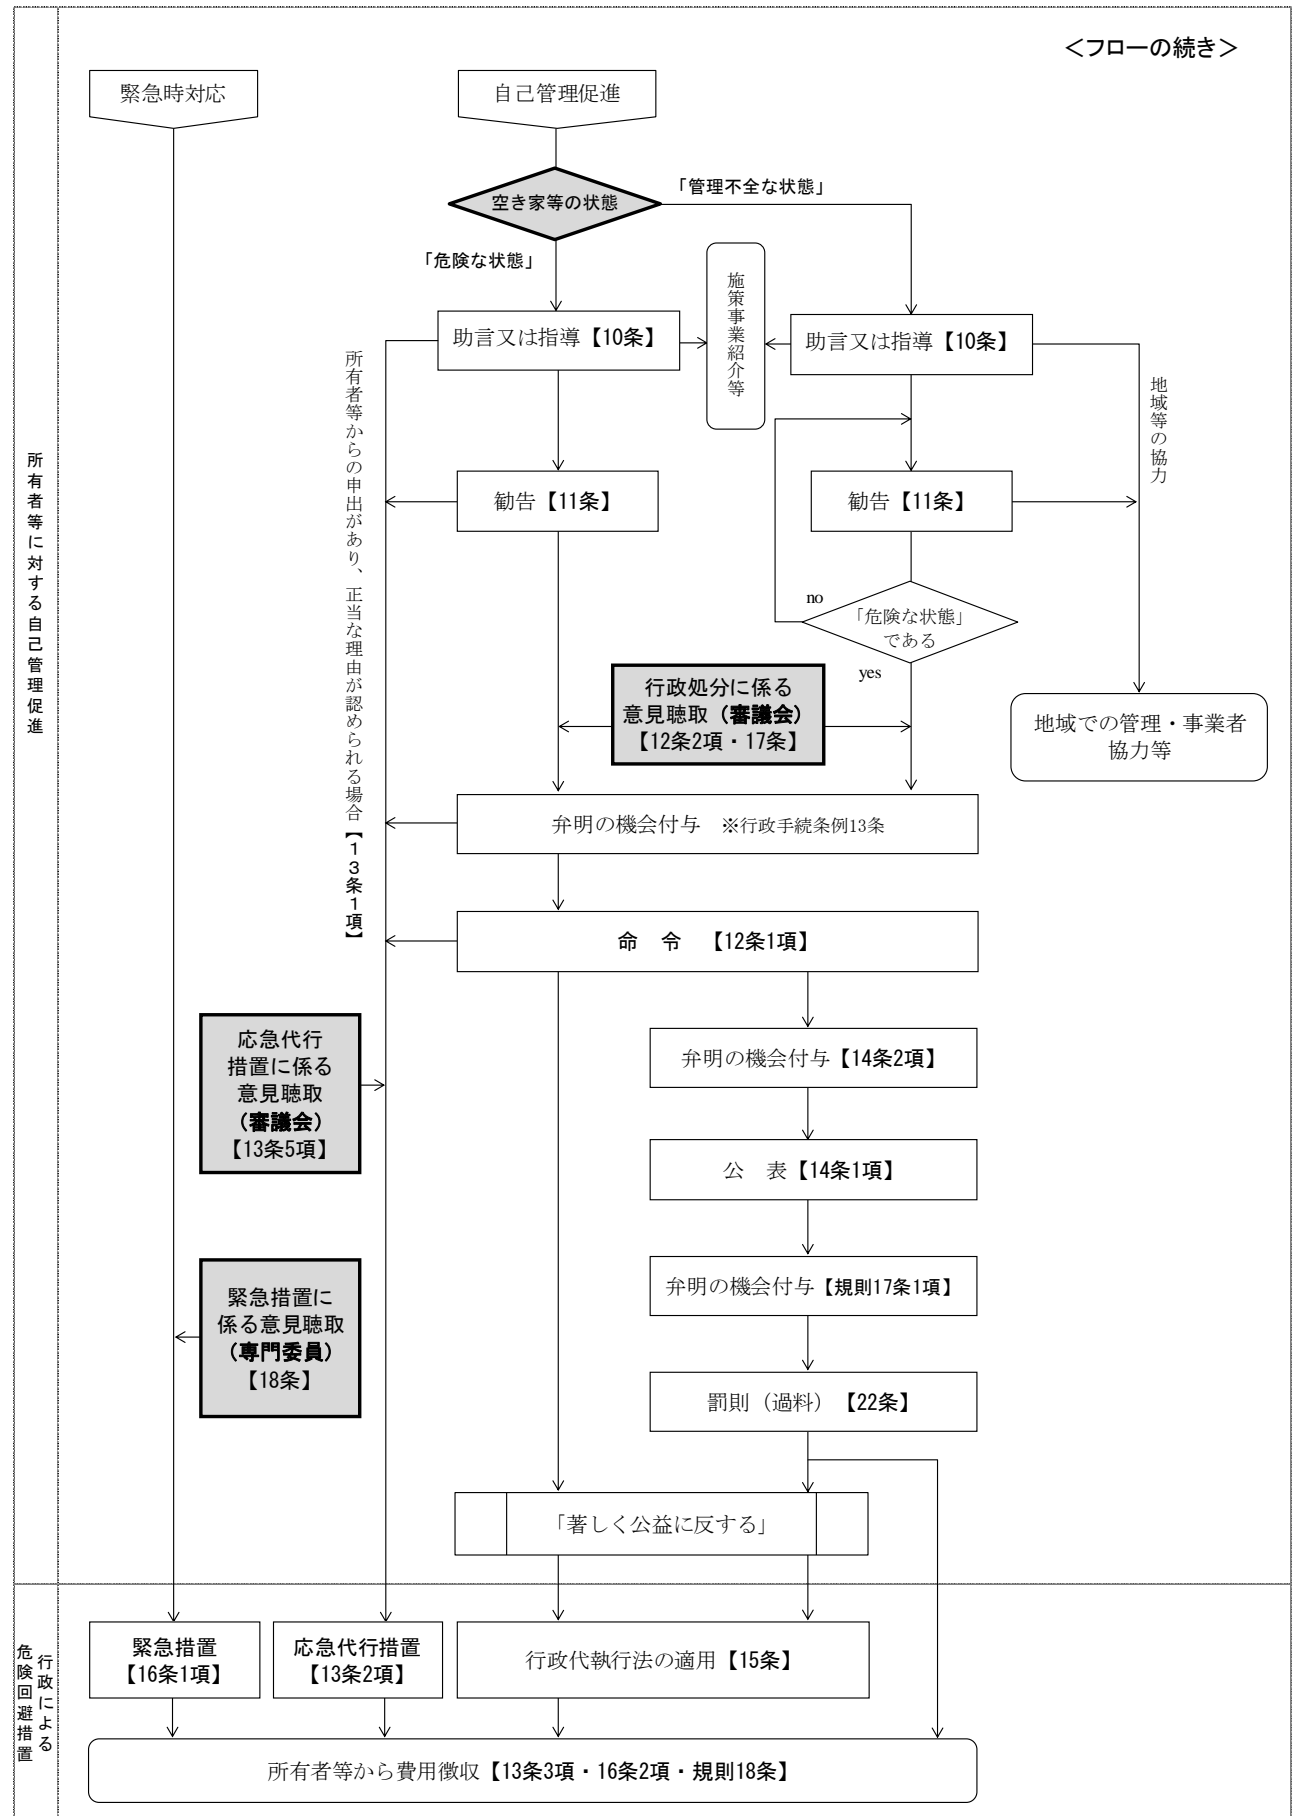 ＜フローの続き＞
緊急時対応
自己管理促進
空き家等の状態
「管理不全な状態」
「危険な状態」
施策事業紹介等
助言又は指導【10条】
助言又は指導【10条】
所有者等からの申出があり、正当な理由が認められる場合【13条1項】
地域等の協力
勧告【11条】
勧告【11条】
所有者等に対する自己管理促進
no
「危険な状態」
である
yes
行政処分に係る
意見聴取（審議会）
【12条2項・17条】
地域での管理・事業者
協力等
弁明の機会付与　※行政手続条例13条
命　令　【12条1項】
応急代行
措置に係る
意見聴取
（審議会）
【13条5項】
弁明の機会付与【14条2項】
公　表【14条1項】
緊急措置に
係る意見聴取
（専門委員）
【18条】
弁明の機会付与【規則17条1項】
罰則（過料）【22条】
「著しく公益に反する」
行政による
危険回避措置
緊急措置
【16条1項】
応急代行措置
【13条2項】
行政代執行法の適用【15条】
所有者等から費用徴収【13条3項・16条2項・規則18条】